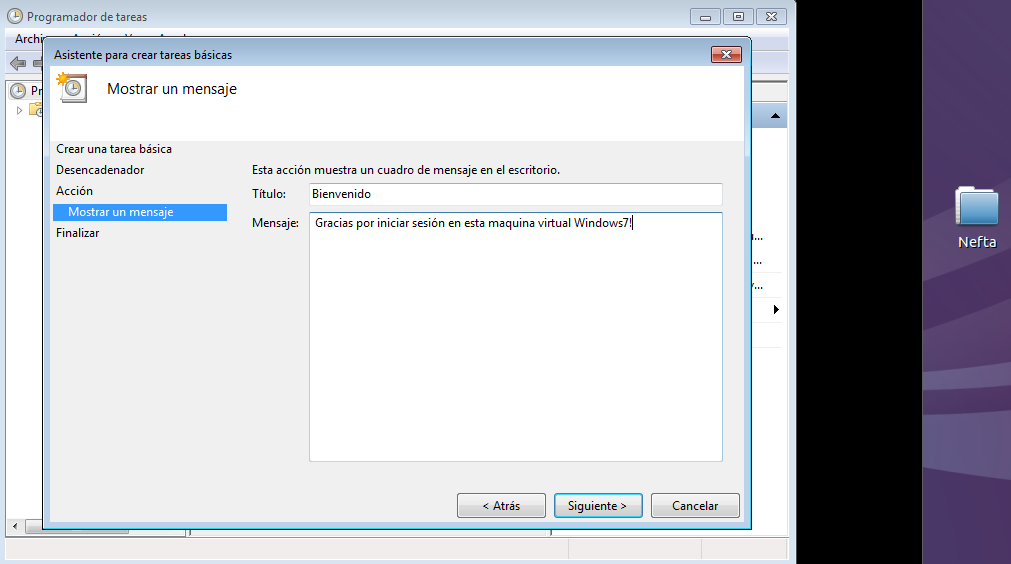 Programador de tareas
Asistente para crear tareas básicas
Mostrar un mensaje
Crear una tarea básica
Desencadenador
Acción
Mostrar un mensaje
Finalizar
Esta acción muestra un cuadro de mensaje en el escritorio.
Título: Bienvenido
Mensaje: Gracias por iniciar sesión en esta maquina virtual Windows7!
< Atrás
Siguiente >
Cancelar
Nefta